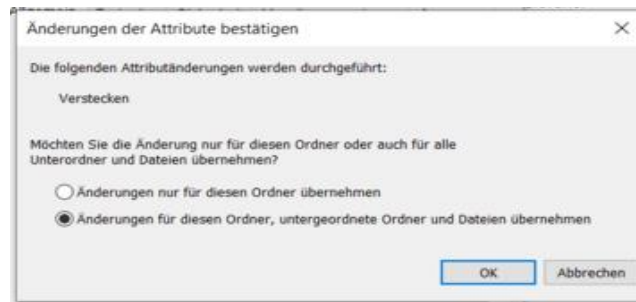 Änderungen der Attribute bestätigen
Die folgenden Attributänderungen werden durchgeführt:
Verstecken
Möchten Sie die Änderung nur für diesen Ordner oder auch für alle
Unterordner und Dateien übernehmen?
Änderungen nur für diesen Ordner übernehmen
Änderungen für diesen Ordner, untergeordnete Ordner und Dateien übernehmen
OK Abbrechen